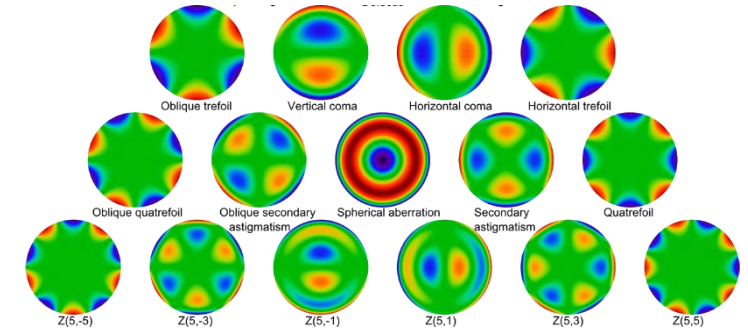 Oblique trefoil Vertical coma Horizontal coma Horizontal trefoil
Oblique quatrefoil Oblique secondary astigmatism Spherical aberration Secondary astigmatism Quatrefoil
Z(5,-5) Z(5,-3) Z(5,-1) Z(5,1) Z(5,3) Z(5,5)